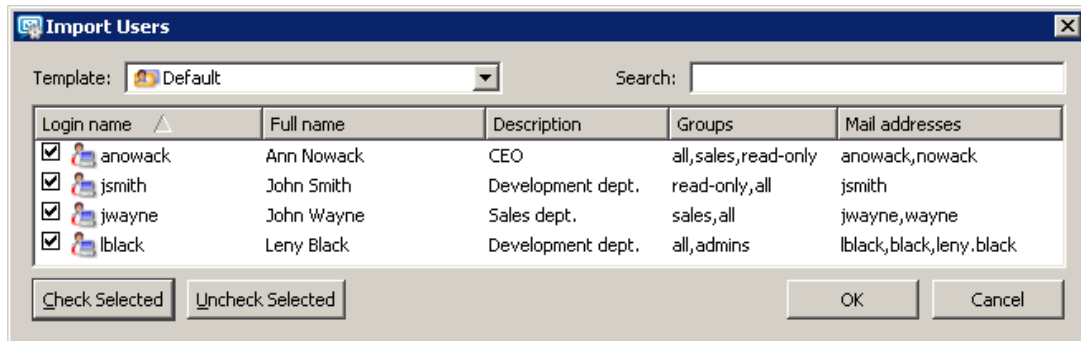 Import Users
Template: Default Search:
Login name Full name Description Groups Mail addresses
anowack Ann Nowack CEO all,sales,read-only anowack,nowack
jsmith John Smith Development dept. read-only,all jsmith
jwayne John Wayne Sales dept. sales,all jwayne,wayne
lblack Leny Black Development dept. all,admins lblack,black,leny.black
Check Selected Uncheck Selected OK Cancel